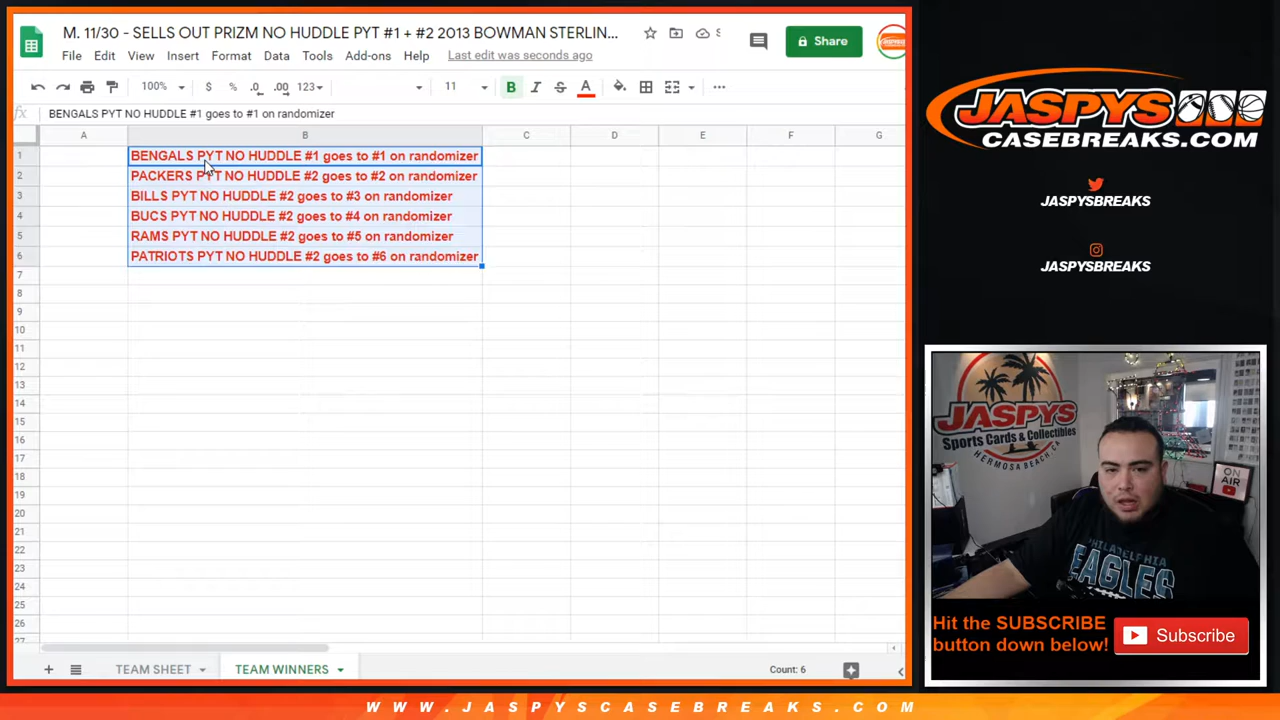 M. 11/30 - SELLS OUT PRIZM NO HUDDLE PYT #1 + #2 2013 BOWMAN STERLIN...
S
Share
File Edit View Insert Format Data Tools Add-ons Help Last edit was seconds ago
100% $ % .0 .00 123 11 B I S A
fx BENGALS PYT NO HUDDLE #1 goes to #1 on randomizer
A B C D E F G
1 BENGALS PYT NO HUDDLE #1 goes to #1 on randomizer
2 PACKERS PYT NO HUDDLE #2 goes to #2 on randomizer
3 BILLS PYT NO HUDDLE #2 goes to #3 on randomizer
4 BUCS PYT NO HUDDLE #2 goes to #4 on randomizer
5 RAMS PYT NO HUDDLE #2 goes to #5 on randomizer
6 PATRIOTS PYT NO HUDDLE #2 goes to #6 on randomizer
7
8
9
10
11
12
13
14
15
16
17
18
19
20
21
22
23
24
25
26
27
TEAM SHEET TEAM WINNERS Count: 6
JASPYS
CASEBREAKS.COM
JASPYSBREAKS
JASPYSBREAKS
JASPYS
Sports Cards & Collectibles
HERMOSA BEACH, CA
ON AIR
PHILADELPHIA
EAGLES
Hit the SUBSCRIBE
button down below!
Subscribe
WWW.JASPYSCASEBREAKS.COM